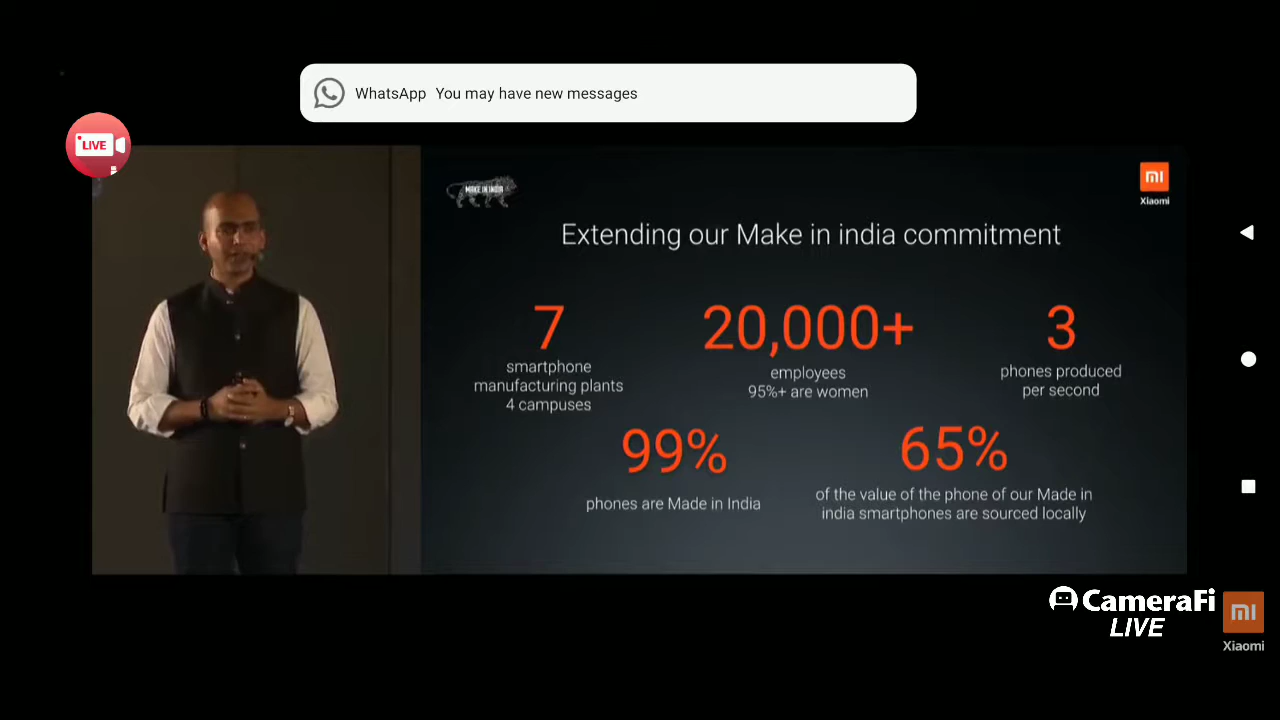 WhatsApp You may have new messages
LIVE
MAKE IN INDIA
mi
Xiaomi
Extending our Make in india commitment
7
smartphone
manufacturing plants
4 campuses
20,000+
employees
95%+ are women
3
phones produced
per second
99%
phones are Made in India
65%
of the value of the phone of our Made in
india smartphones are sourced locally
CameraFi
LIVE
mi
Xiaomi